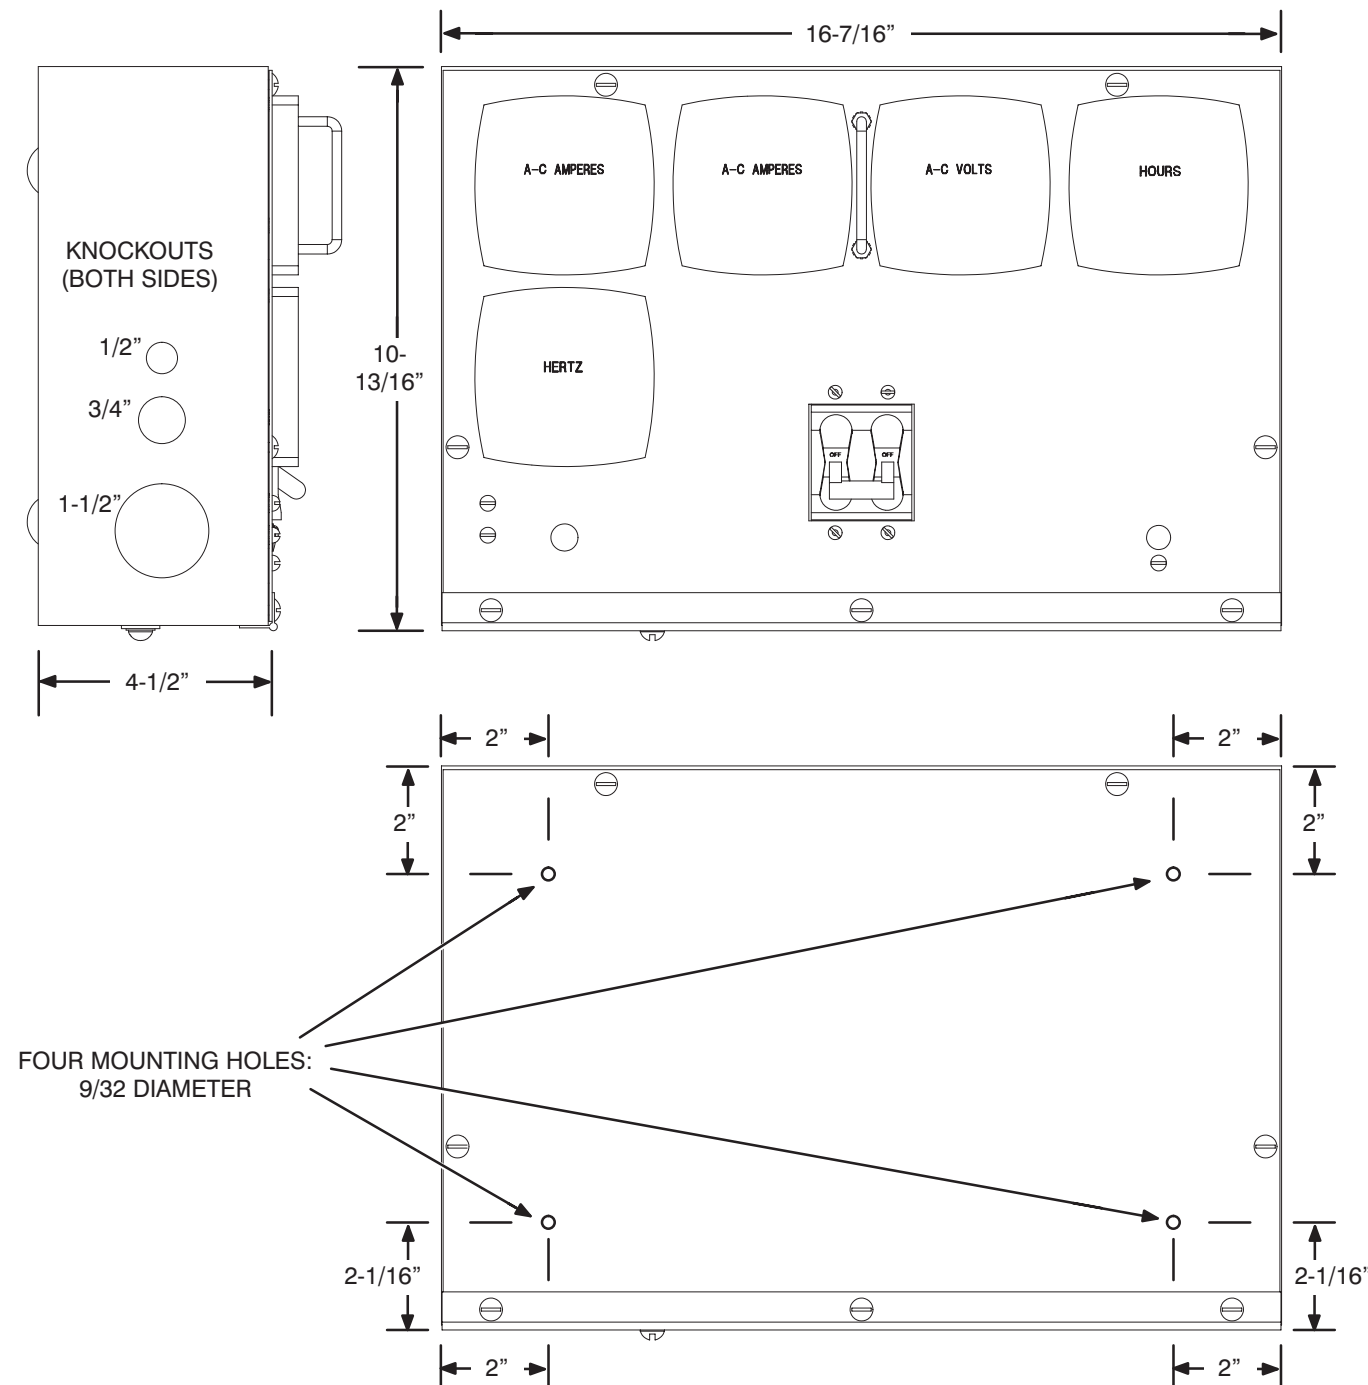 16-7/16”
A-C AMPERES
A-C AMPERES
A-C VOLTS
HOURS
KNOCKOUTS
(BOTH SIDES)
1/2”
3/4”
1-1/2”
10-
13/16”
HERTZ
OFF
OFF
4-1/2”
2”
2”
2”
2”
FOUR MOUNTING HOLES:
9/32 DIAMETER
2-1/16”
2-1/16”
2”
2”